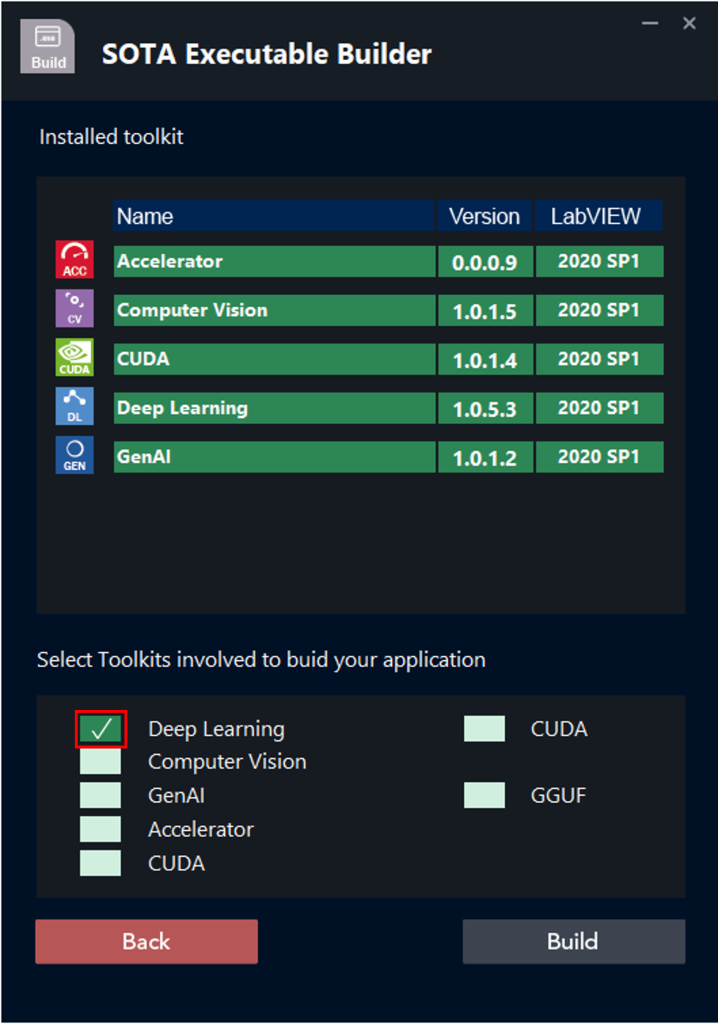 .exe
Build
SOTA Executable Builder
Installed toolkit
Name Version LabVIEW
ACC Accelerator 0.0.0.9 2020 SP1
CV Computer Vision 1.0.1.5 2020 SP1
CUDA CUDA 1.0.1.4 2020 SP1
DL Deep Learning 1.0.5.3 2020 SP1
GEN GenAI 1.0.1.2 2020 SP1
Select Toolkits involved to buid your application
Deep Learning CUDA
Computer Vision
GenAI GGUF
Accelerator
CUDA
Back Build